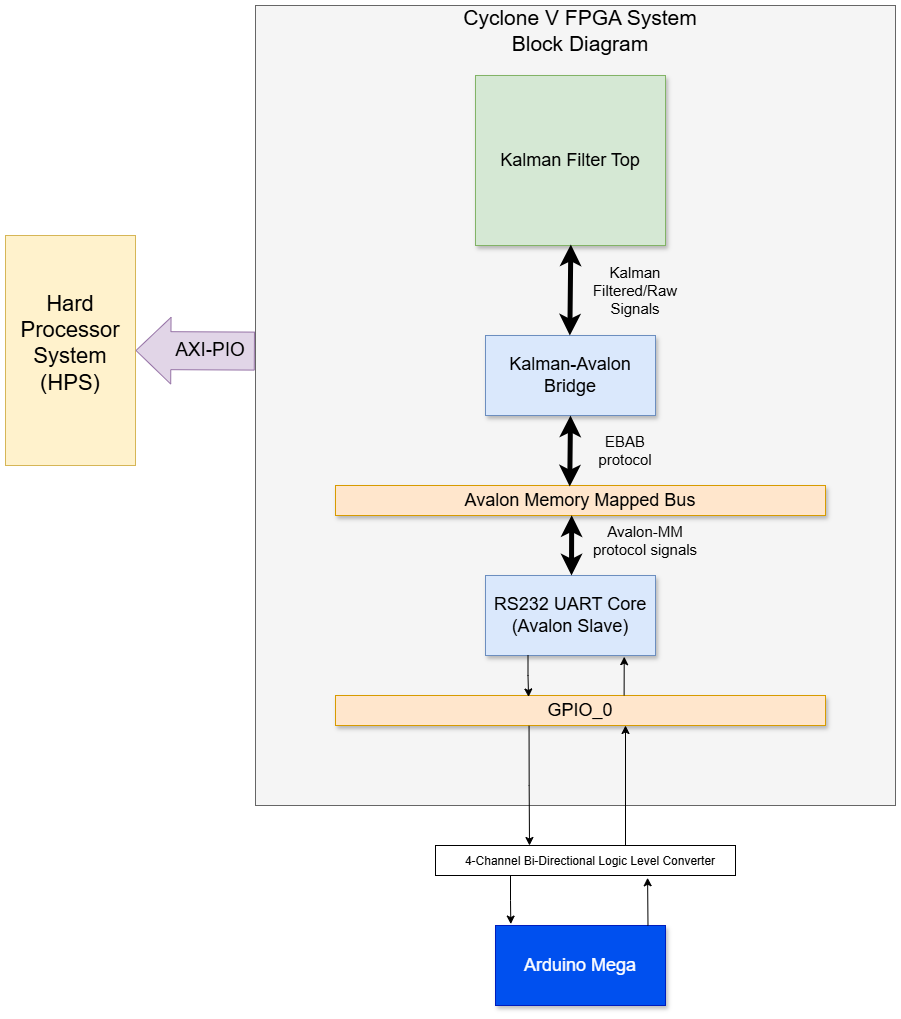 Cyclone V FPGA System
Block Diagram
Kalman Filter Top
Kalman
Filtered/Raw
Signals
Hard
Processor
System
(HPS)
AXI-PIO
Kalman-Avalon
Bridge
EBAB
protocol
Avalon Memory Mapped Bus
Avalon-MM
protocol signals
RS232 UART Core
(Avalon Slave)
GPIO_0
4-Channel Bi-Directional Logic Level Converter
Arduino Mega